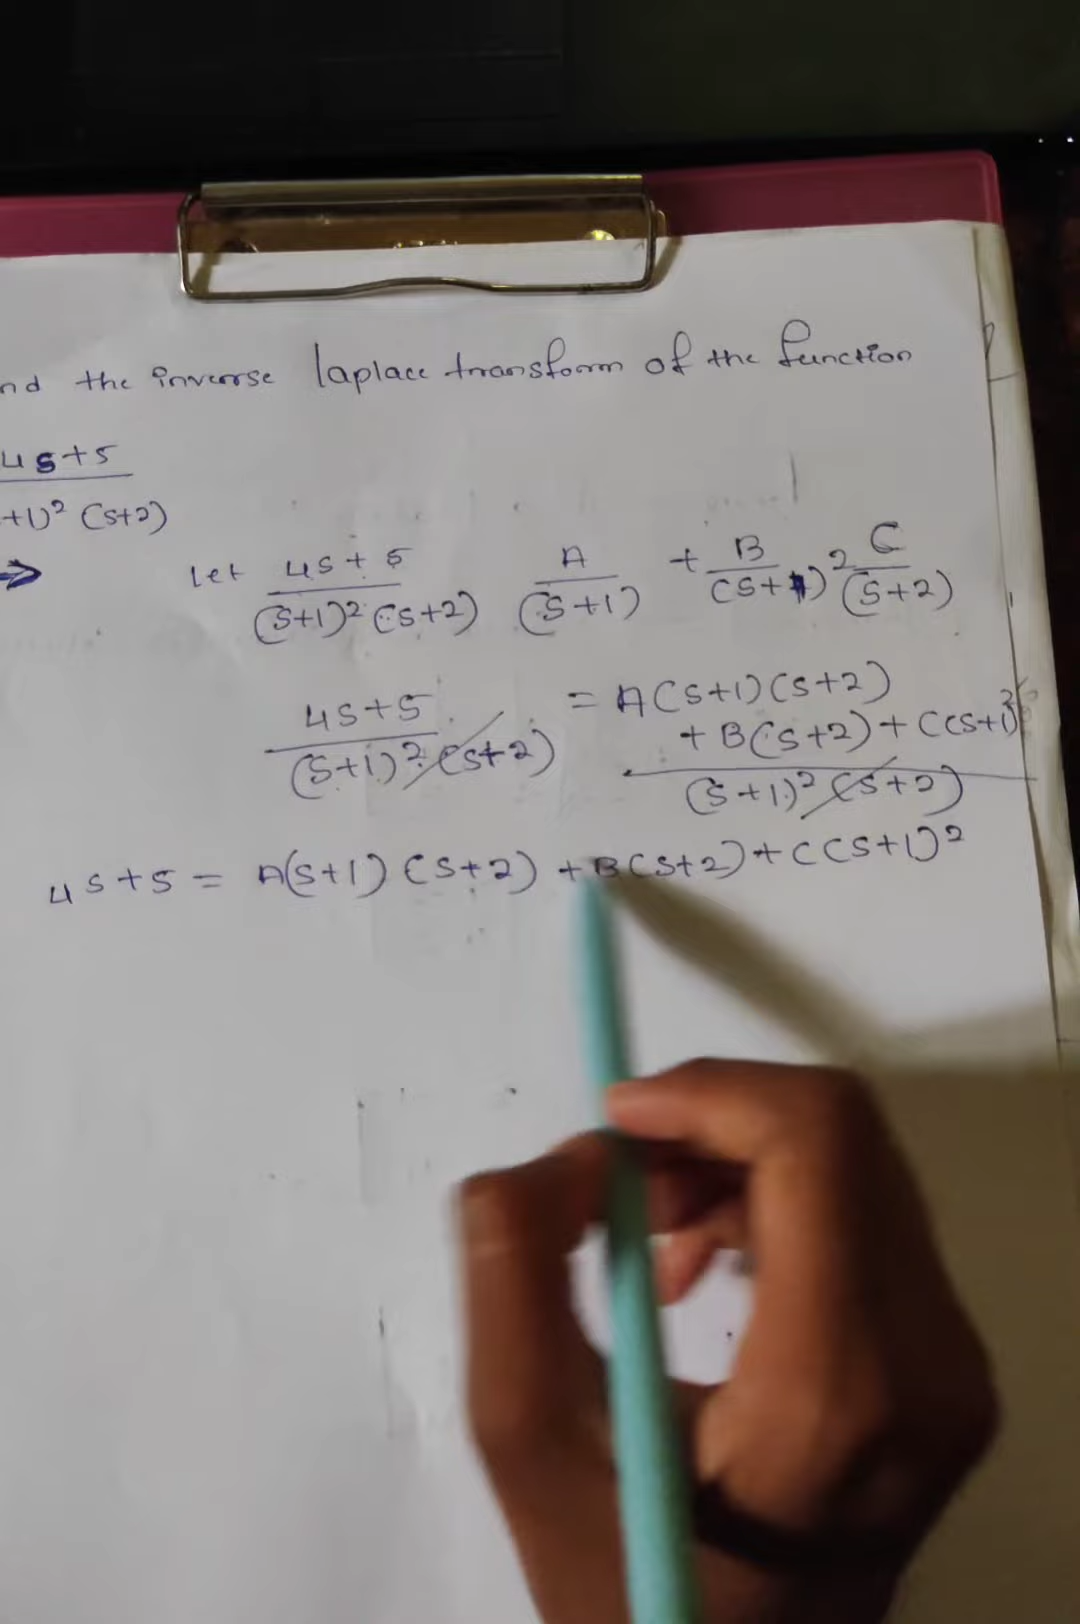 nd the inverse laplace transform of the function
4s+5
+1)² (s+2)
⇒ Let 4s+5 A + B C
(s+1)² (s+2) (s+1) (s+1)² (s+2)
4s+5 = A(s+1)(s+2)
+ B(s+2) + C(s+1)²
(s+1)² (s+2) (s+1)² (s+2)
4s+5 = A(s+1) (s+2) + B(s+2) + C(s+1)²